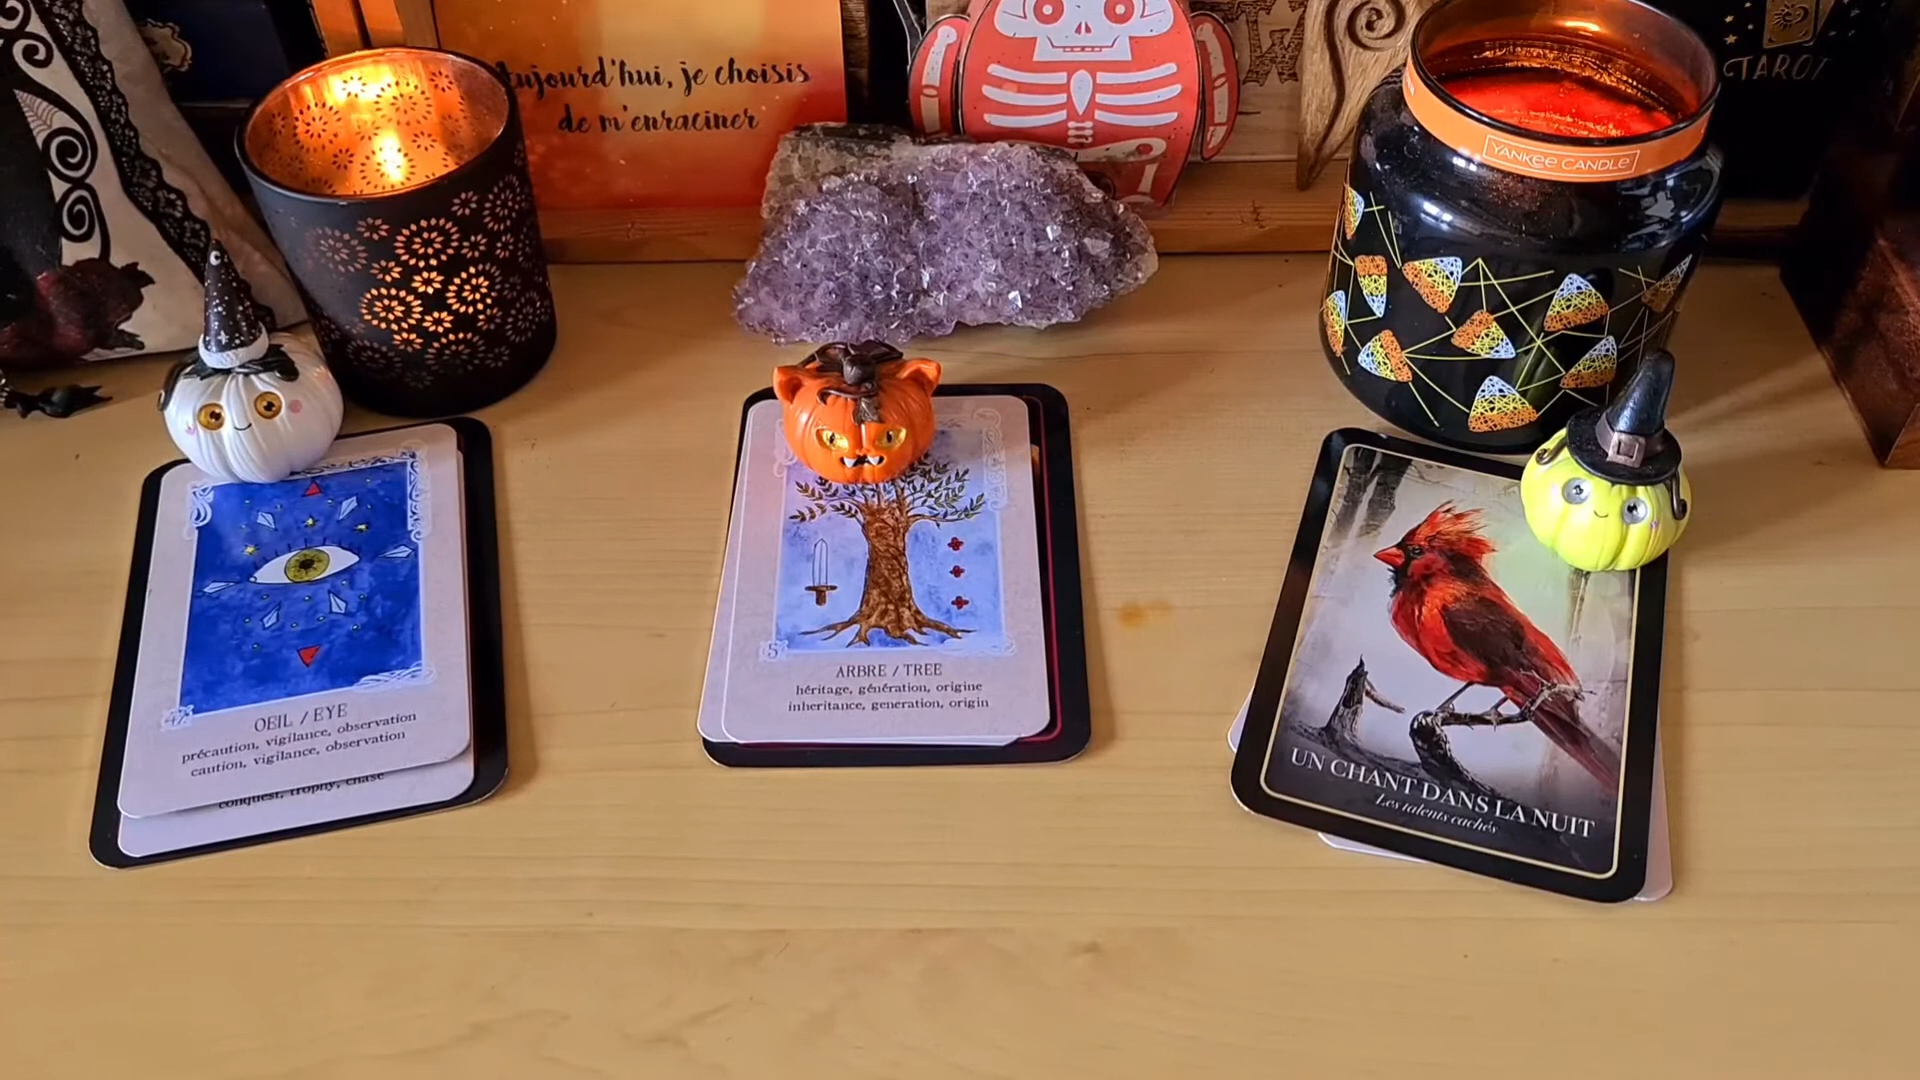 Aujourd'hui, je choisis
de m'enraciner
YANKEE CANDLE
TAROT
47
OEIL / EYE
précaution, vigilance, observation
caution, vigilance, observation
conquest, trophy, chase
5
ARBRE / TREE
héritage, génération, origine
inheritance, generation, origin
UN CHANT DANS LA NUIT
Les talents cachés